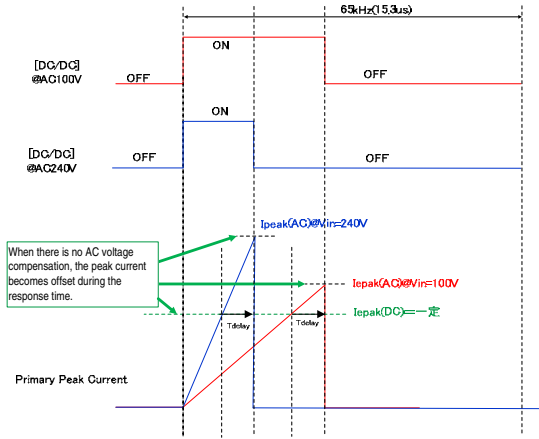 65kHz(15.3us)
ON
[DC/DC]
@AC100V
OFF
OFF
ON
[DC/DC]
@AC240V
OFF
OFF
Ipeak(AC)@Vin=240V
When there is no AC voltage
compensation, the peak current
becomes offset during the
response time.
Iepak(AC)@Vin=100V
Iepak(DC)=一定
Tdelay
Tdelay
Primary Peak Current